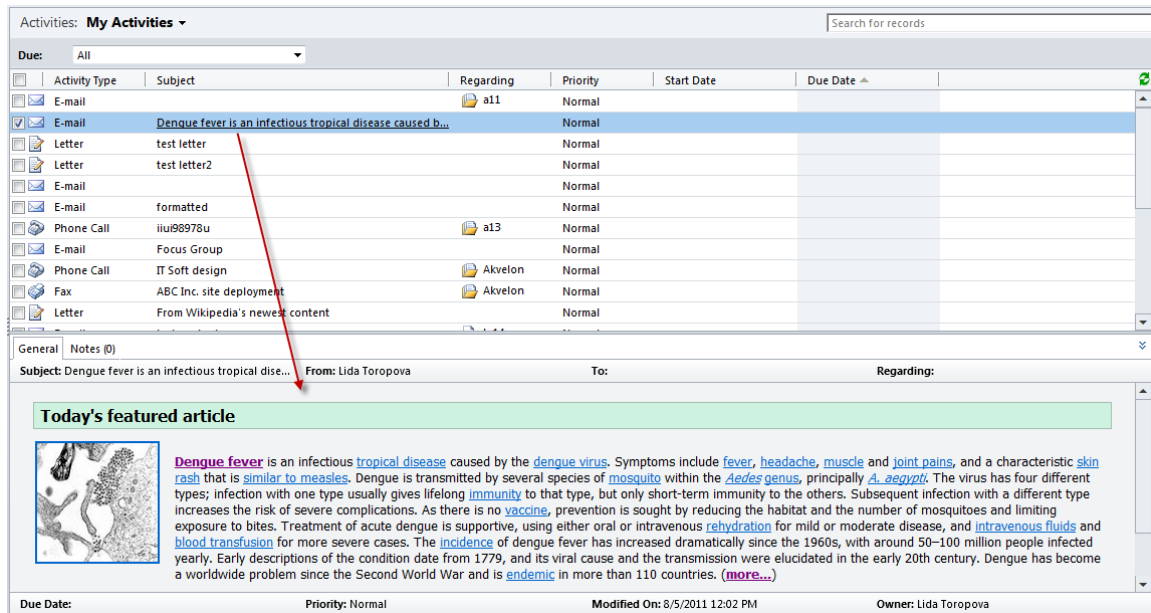 Activities: My Activities
Search for records
Due: All
Activity Type Subject Regarding Priority Start Date Due Date
E-mail a11 Normal
E-mail Dengue fever is an infectious tropical disease caused b... Normal
Letter test letter Normal
Letter test letter2 Normal
E-mail Normal
E-mail formatted Normal
Phone Call iiui98978u a13 Normal
E-mail Focus Group Normal
Phone Call IT Soft design Akvelon Normal
Fax ABC Inc. site deployment Akvelon Normal
Letter From Wikipedia's newest content Normal
General Notes (0)
Subject: Dengue fever is an infectious tropical dise... From: Lida Toropova To: Regarding:
Today's featured article
Dengue fever is an infectious tropical disease caused by the dengue virus. Symptoms include fever, headache, muscle and joint pains, and a characteristic skin
rash that is similar to measles. Dengue is transmitted by several species of mosquito within the Aedes genus, principally A. aegypti. The virus has four different
types; infection with one type usually gives lifelong immunity to that type, but only short-term immunity to the others. Subsequent infection with a different type
increases the risk of severe complications. As there is no vaccine, prevention is sought by reducing the habitat and the number of mosquitoes and limiting
exposure to bites. Treatment of acute dengue is supportive, using either oral or intravenous rehydration for mild or moderate disease, and intravenous fluids and
blood transfusion for more severe cases. The incidence of dengue fever has increased dramatically since the 1960s, with around 50–100 million people infected
yearly. Early descriptions of the condition date from 1779, and its viral cause and the transmission were elucidated in the early 20th century. Dengue has become
a worldwide problem since the Second World War and is endemic in more than 110 countries. (more...)
Due Date: Priority: Normal Modified On: 8/5/2011 12:02 PM Owner: Lida Toropova